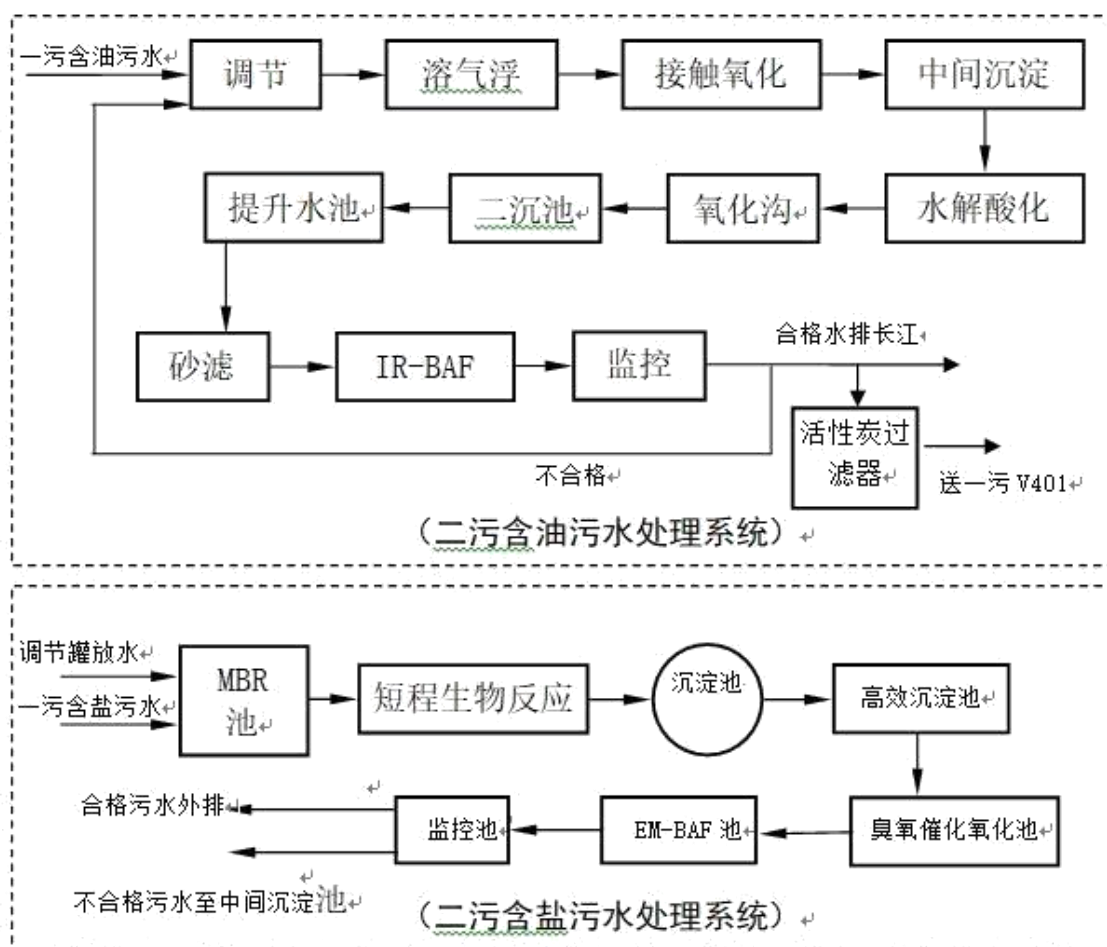 一污含油污水
调节
溶气浮
接触氧化
中间沉淀
提升水池
二沉池
氧化沟
水解酸化
合格水排长江
砂滤
IR-BAF
监控
活性炭过
滤器
不合格
送一污 V401
（二污含油污水处理系统）
调节罐放水
一污含盐污水
MBR
池
短程生物反应
沉淀池
高效沉淀池
合格污水外排
监控池
EM-BAF 池
臭氧催化氧化池
不合格污水至中间沉淀池
（二污含盐污水处理系统）